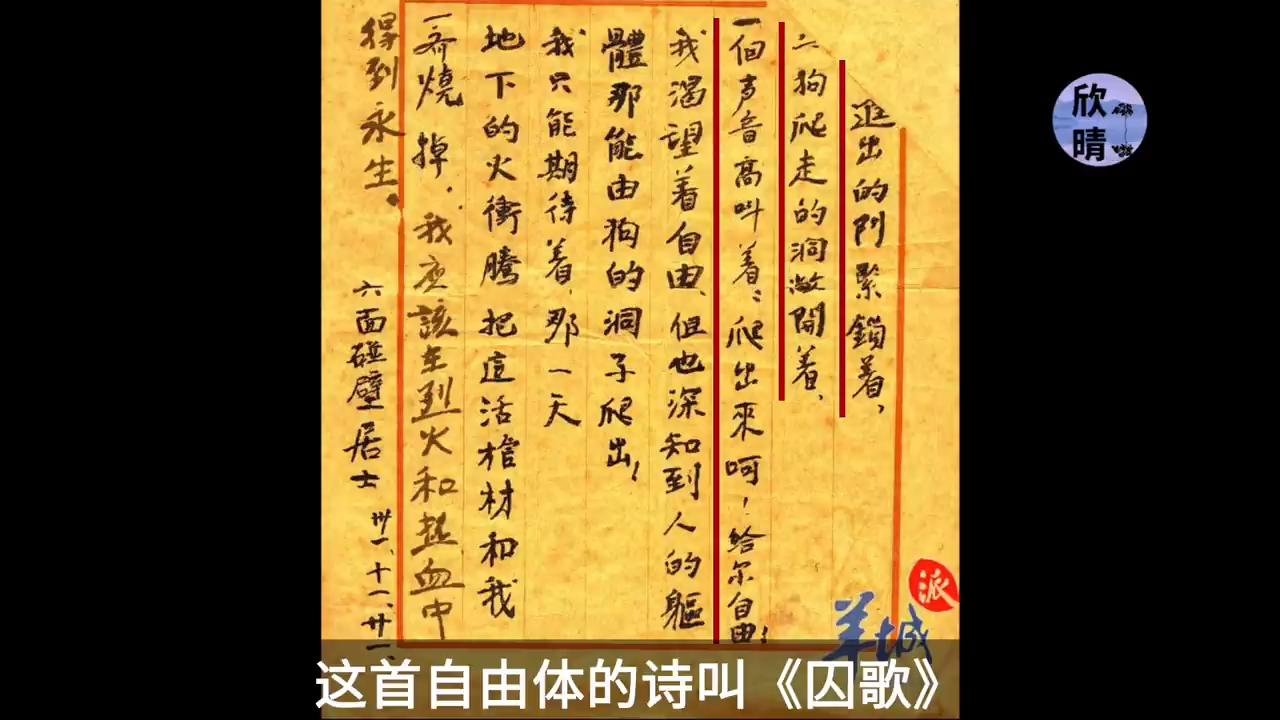 逛出的門緊鎖着,
六狗爬走的洞敞開着、
一個声音高叫着:爬出來呵!給尔自由!
我渴望着自由、但也深知到人的軀
體那能由狗的洞子爬出!
我只能期待着、那一天
地下的火衝騰把這活棺材和我
一齐燒掉,我应該在烈火和热血中
得到永生。
六面碰壁居士
卅一、十一、廿一、
欣
晴
派
羊城
这首自由体的诗叫《囚歌》